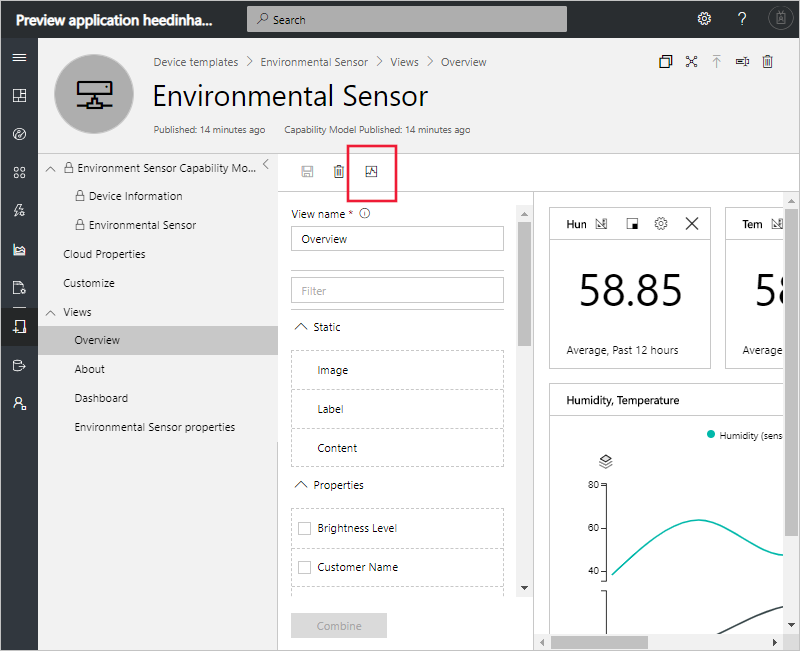 Preview application heedinha...
Search
?
Device templates > Environmental Sensor > Views > Overview
Environmental Sensor
Published: 14 minutes ago
Capability Model Published: 14 minutes ago
Environment Sensor Capability Mo...
Device Information
Environmental Sensor
Cloud Properties
Customize
Views
Overview
About
Dashboard
Environmental Sensor properties
View name *
Overview
Filter
Static
Image
Label
Content
Properties
Brightness Level
Customer Name
Combine
Hun
58.85
Average, Past 12 hours
Tem
58
Average
Humidity, Temperature
Humidity (sens
80
60
40